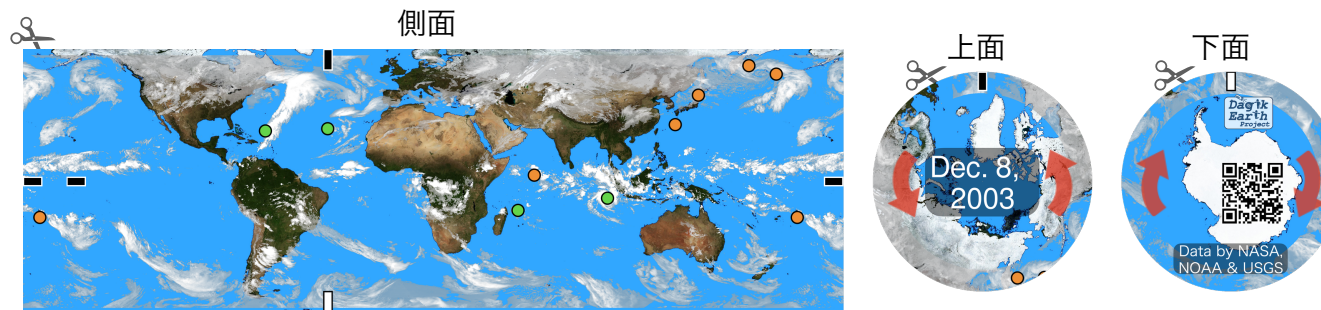 側面
上面
下面
Dec. 8,
2003
Dagik
Earth
Project
Data by NASA,
NOAA & USGS